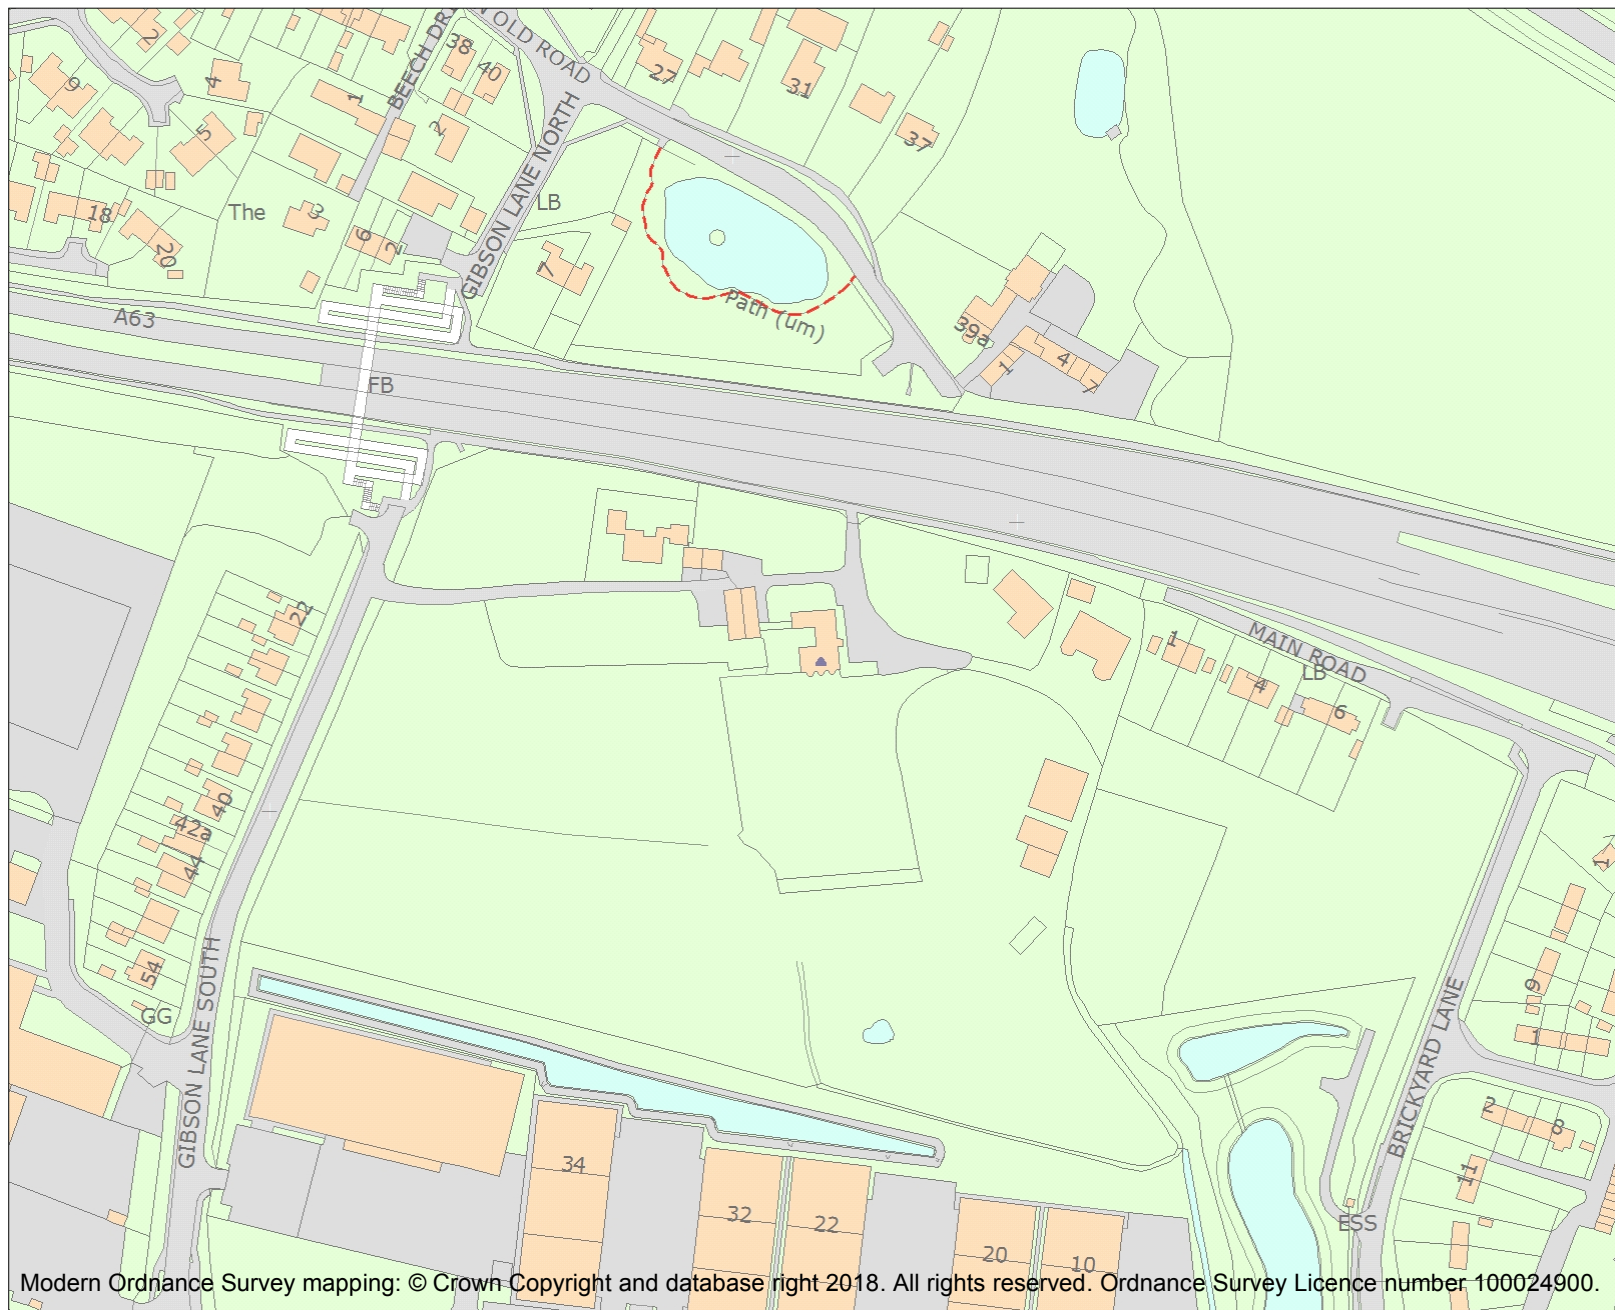 2
9
4
1
BEECH DRI
38
40
N OLD ROAD
27
31
37
5
2
GIBSON LANE NORTH
LB
18
The
3
20
6
2
7
Path (um)
39a
1
4
7
A63
FB
22
40
42a
44
54
GG
GIBSON LANE SOUTH
MAIN ROAD
LB
1
4
6
1
9
1
BRICKYARD LANE
2
8
11
ESS
34
32
22
20
10
Modern Ordnance Survey mapping: © Crown Copyright and database right 2018. All rights reserved. Ordnance Survey Licence number 100024900.